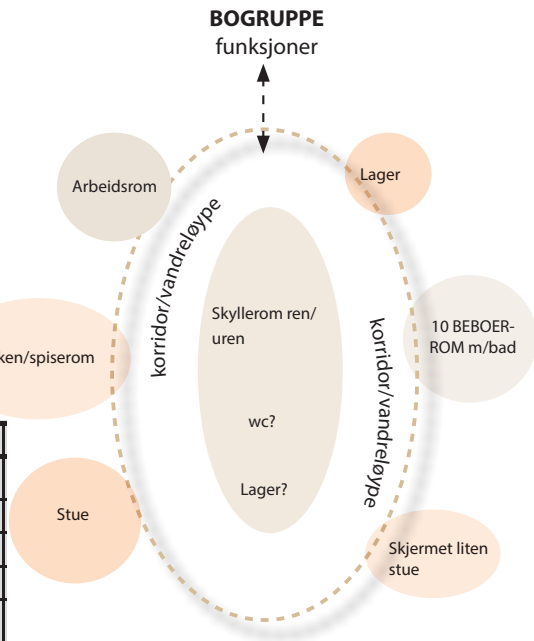 BOGRUPPE
funksjoner
Arbeidsrom
Lager
korridor/vandreløype
Skyllerom ren/
uren
korridor/vandreløype
10 BEBOER-
ROM m/bad
ken/spiserom
wc?
Lager?
Stue
Skjermet liten
stue